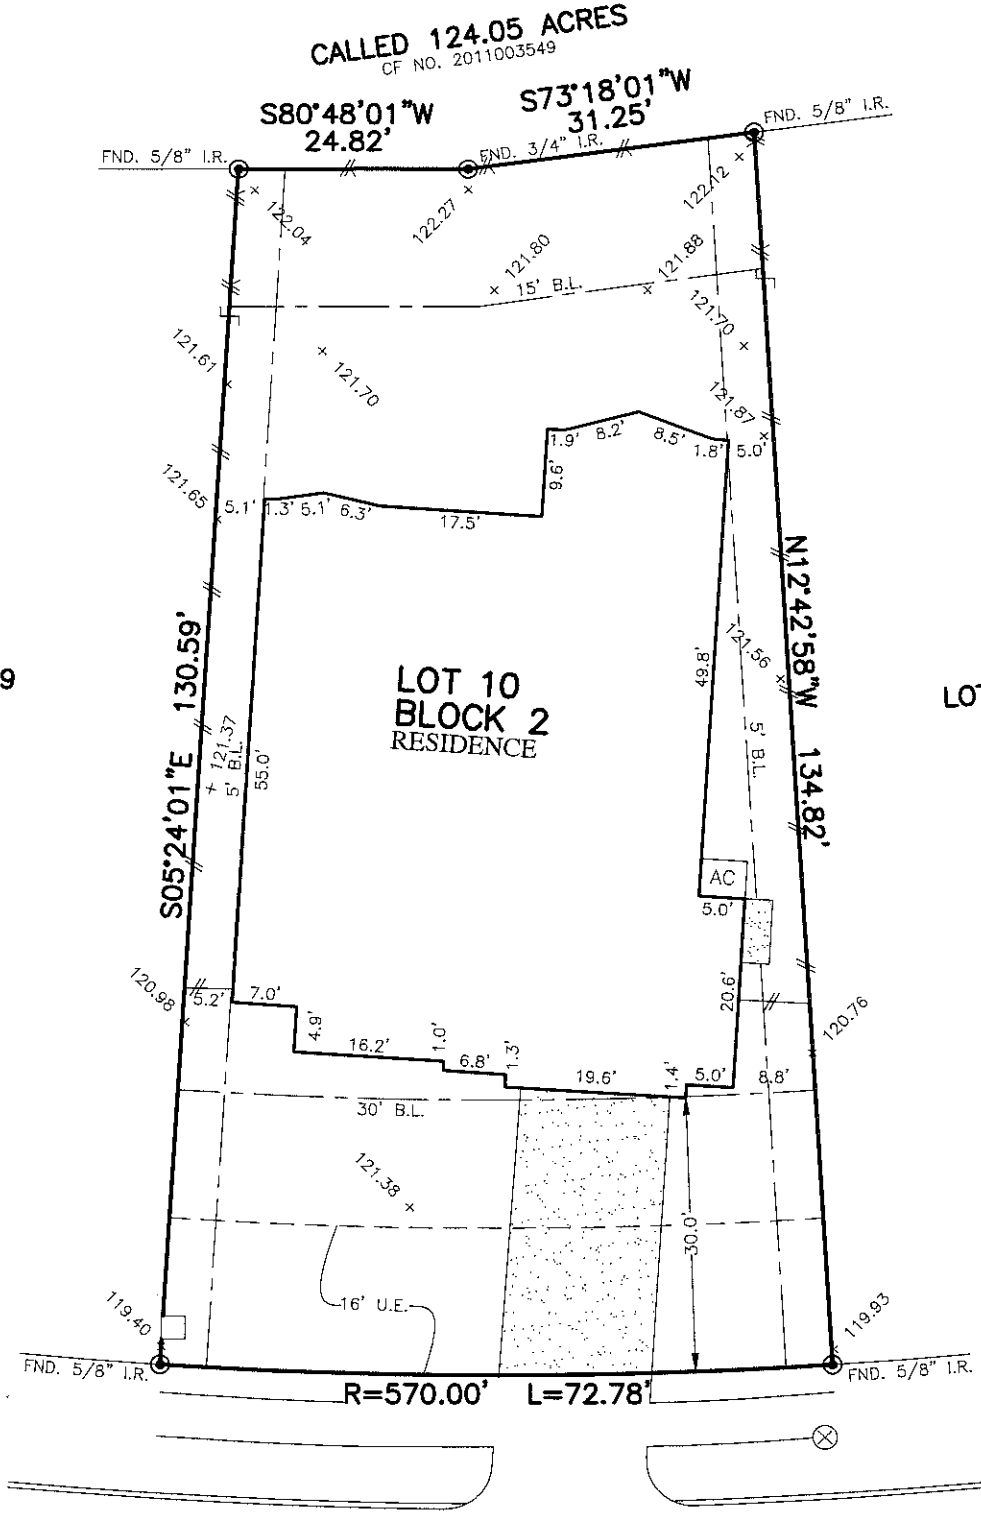 CALLED 124.05 ACRES
CF NO. 2011003549
S80°48'01"W
24.82'
S73°18'01"W
31.25'
FND. 5/8" I.R.
FND. 3/4" I.R.
FND. 5/8" I.R.
122.04
122.27
122.12
121.80
121.88
15' B.L.
121.70
121.61
121.70
121.87
1.9'
8.2'
8.5'
1.8'
5.0'
9.6'
121.65
5.1'
1.3'
5.1'
6.3'
17.5'
N12°42'58"W 134.82'
S05°24'01"E 130.59'
121.56
49.8'
9
LOT 10
BLOCK 2
RESIDENCE
LOT
121.37
5' B.L.
55.0'
5' B.L.
AC
5.0'
120.98
5.2'
7.0'
4.9'
16.2'
1.0'
6.8'
1.3'
19.6'
1.4'
5.0'
20.6'
8.8'
120.76
30' B.L.
121.38
30.0'
16' U.E.
119.40
119.93
FND. 5/8" I.R.
FND. 5/8" I.R.
R=570.00' L=72.78'